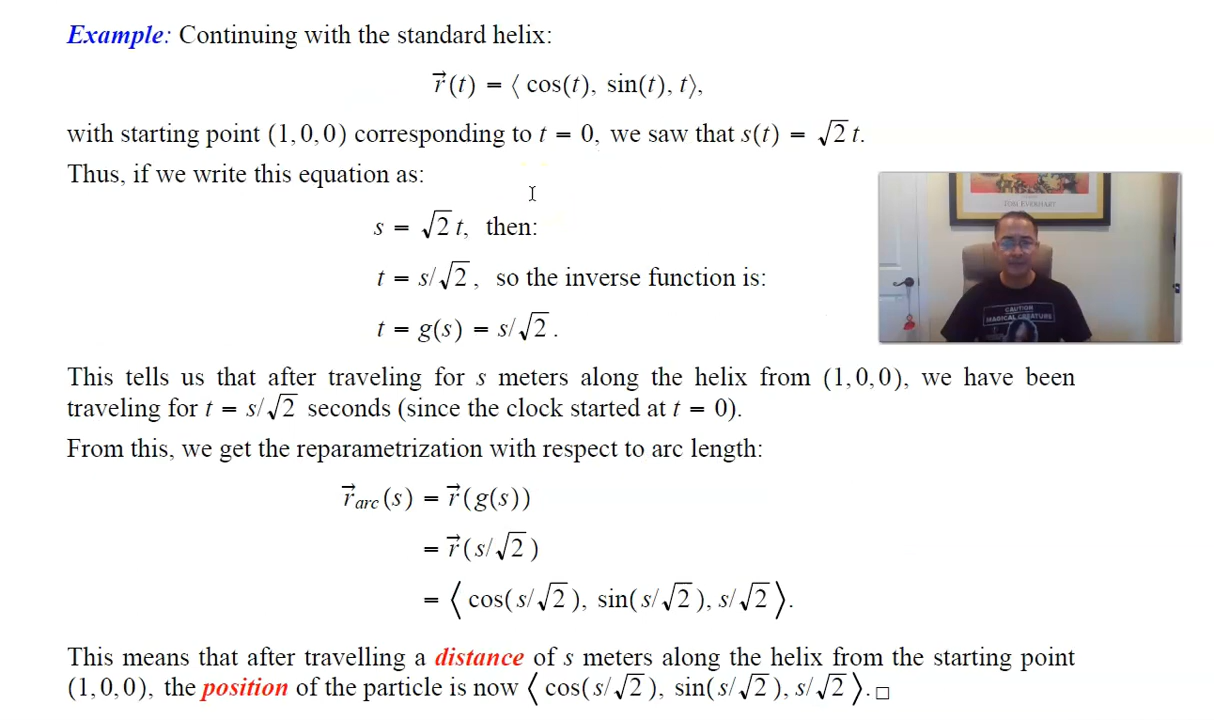 Example: Continuing with the standard helix:
r⃗(t) = ⟨ cos(t), sin(t), t⟩,
with starting point (1,0,0) corresponding to t = 0, we saw that s(t) = √2 t.
Thus, if we write this equation as:
s = √2 t, then:
t = s/√2, so the inverse function is:
t = g(s) = s/√2.
This tells us that after traveling for s meters along the helix from (1,0,0), we have been
traveling for t = s/√2 seconds (since the clock started at t = 0).
From this, we get the reparametrization with respect to arc length:
r⃗arc(s) = r⃗(g(s))
= r⃗(s/√2)
= ⟨ cos(s/√2), sin(s/√2), s/√2 ⟩.
This means that after travelling a distance of s meters along the helix from the starting point
(1,0,0), the position of the particle is now ⟨ cos(s/√2), sin(s/√2), s/√2 ⟩.□
TOM EVERHART
CAUTION
MAGICAL CREATURE